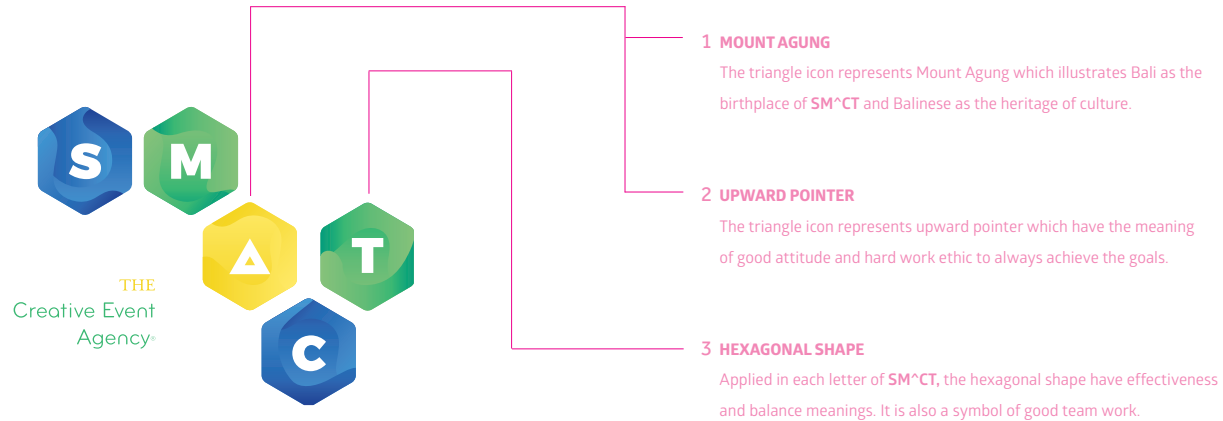 S M
△ T
C
THE
Creative Event
Agency®
1 MOUNT AGUNG
The triangle icon represents Mount Agung which illustrates Bali as the
birthplace of SM^CT and Balinese as the heritage of culture.
2 UPWARD POINTER
The triangle icon represents upward pointer which have the meaning
of good attitude and hard work ethic to always achieve the goals.
3 HEXAGONAL SHAPE
Applied in each letter of SM^CT, the hexagonal shape have effectiveness
and balance meanings. It is also a symbol of good team work.